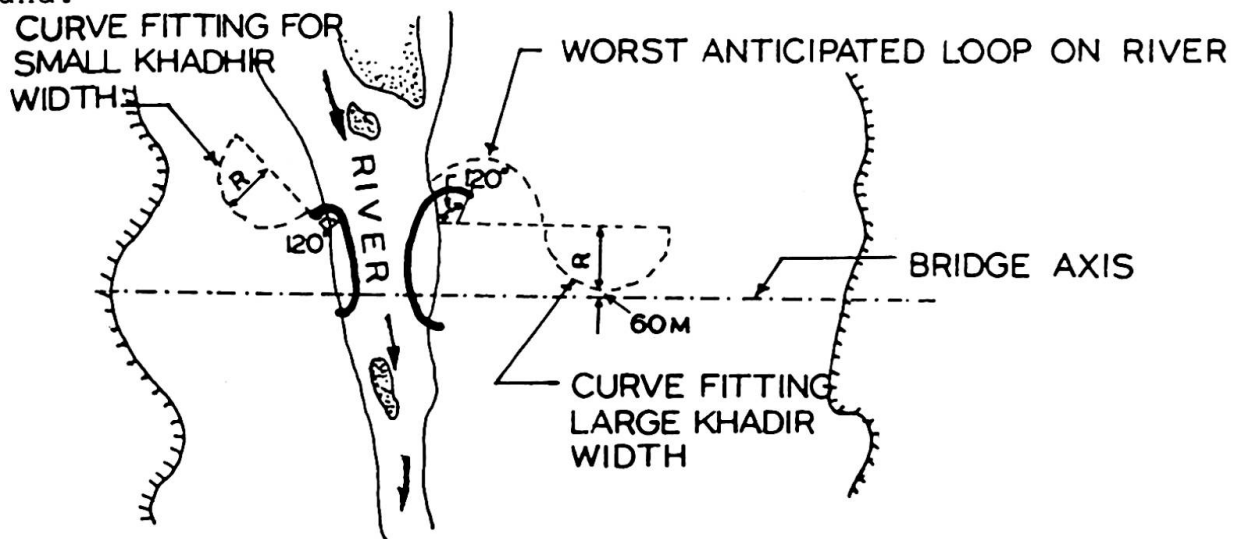 CURVE FITTING FOR
SMALL KHADHIR
WIDTH
WORST ANTICIPATED LOOP ON RIVER
R
120°
120°
RIVER
R
BRIDGE AXIS
60M
CURVE FITTING
LARGE KHADIR
WIDTH